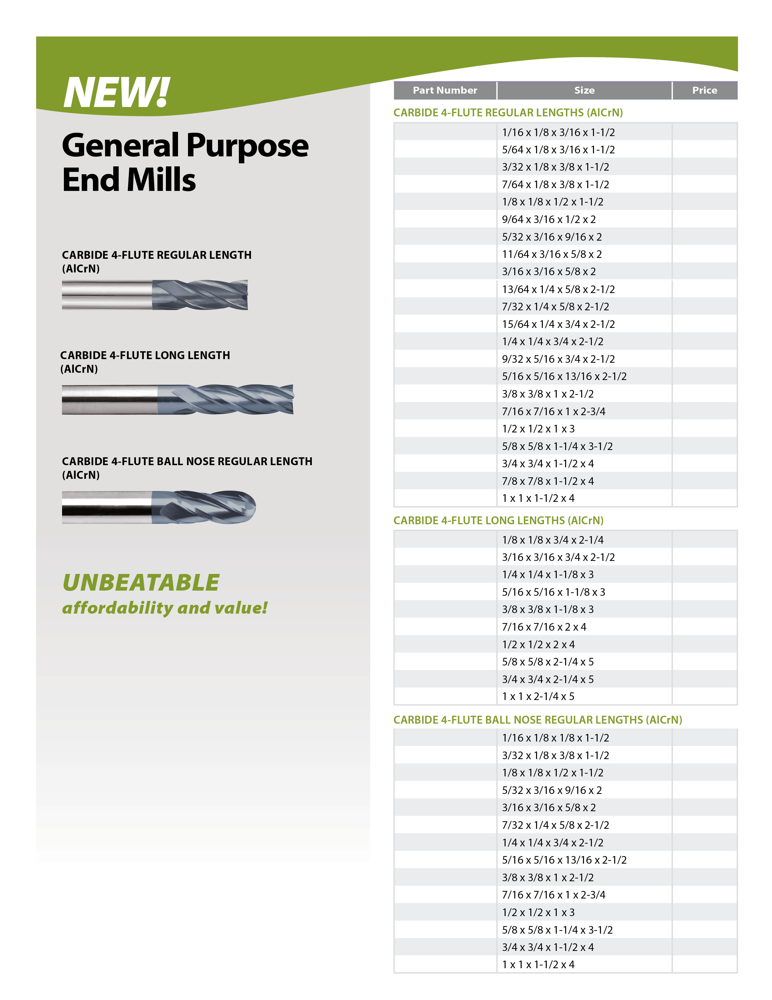 NEW!
General Purpose
End Mills
CARBIDE 4-FLUTE REGULAR LENGTH
(AlCrN)
CARBIDE 4-FLUTE LONG LENGTH
(AlCrN)
CARBIDE 4-FLUTE BALL NOSE REGULAR LENGTH
(AlCrN)
UNBEATABLE
affordability and value!
Part Number Size Price
CARBIDE 4-FLUTE REGULAR LENGTHS (AlCrN)
1/16 x 1/8 x 3/16 x 1-1/2
5/64 x 1/8 x 3/16 x 1-1/2
3/32 x 1/8 x 3/8 x 1-1/2
7/64 x 1/8 x 3/8 x 1-1/2
1/8 x 1/8 x 1/2 x 1-1/2
9/64 x 3/16 x 1/2 x 2
5/32 x 3/16 x 9/16 x 2
11/64 x 3/16 x 5/8 x 2
3/16 x 3/16 x 5/8 x 2
13/64 x 1/4 x 5/8 x 2-1/2
7/32 x 1/4 x 5/8 x 2-1/2
15/64 x 1/4 x 3/4 x 2-1/2
1/4 x 1/4 x 3/4 x 2-1/2
9/32 x 5/16 x 3/4 x 2-1/2
5/16 x 5/16 x 13/16 x 2-1/2
3/8 x 3/8 x 1 x 2-1/2
7/16 x 7/16 x 1 x 2-3/4
1/2 x 1/2 x 1 x 3
5/8 x 5/8 x 1-1/4 x 3-1/2
3/4 x 3/4 x 1-1/2 x 4
7/8 x 7/8 x 1-1/2 x 4
1 x 1 x 1-1/2 x 4
CARBIDE 4-FLUTE LONG LENGTHS (AlCrN)
1/8 x 1/8 x 3/4 x 2-1/4
3/16 x 3/16 x 3/4 x 2-1/2
1/4 x 1/4 x 1-1/8 x 3
5/16 x 5/16 x 1-1/8 x 3
3/8 x 3/8 x 1-1/8 x 3
7/16 x 7/16 x 2 x 4
1/2 x 1/2 x 2 x 4
5/8 x 5/8 x 2-1/4 x 5
3/4 x 3/4 x 2-1/4 x 5
1 x 1 x 2-1/4 x 5
CARBIDE 4-FLUTE BALL NOSE REGULAR LENGTHS (AlCrN)
1/16 x 1/8 x 1/8 x 1-1/2
3/32 x 1/8 x 3/8 x 1-1/2
1/8 x 1/8 x 1/2 x 1-1/2
5/32 x 3/16 x 9/16 x 2
3/16 x 3/16 x 5/8 x 2
7/32 x 1/4 x 5/8 x 2-1/2
1/4 x 1/4 x 3/4 x 2-1/2
5/16 x 5/16 x 13/16 x 2-1/2
3/8 x 3/8 x 1 x 2-1/2
7/16 x 7/16 x 1 x 2-3/4
1/2 x 1/2 x 1 x 3
5/8 x 5/8 x 1-1/4 x 3-1/2
3/4 x 3/4 x 1-1/2 x 4
1 x 1 x 1-1/2 x 4